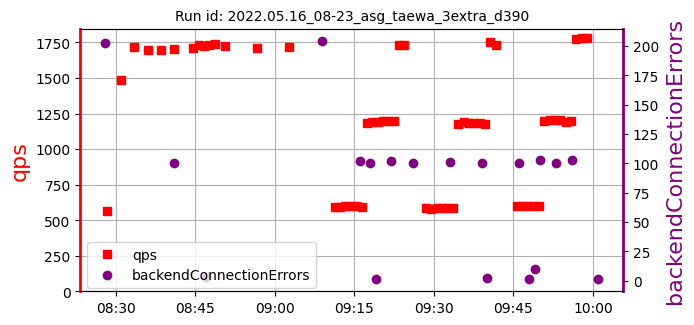 Run id: 2022.05.16_08-23_asg_taewa_3extra_d390
1750
1500
1250
1000
750
500
250
0
qps
200
175
150
125
100
75
50
25
0
backendConnectionErrors
qps
backendConnectionErrors
08:30 08:45 09:00 09:15 09:30 09:45 10:00